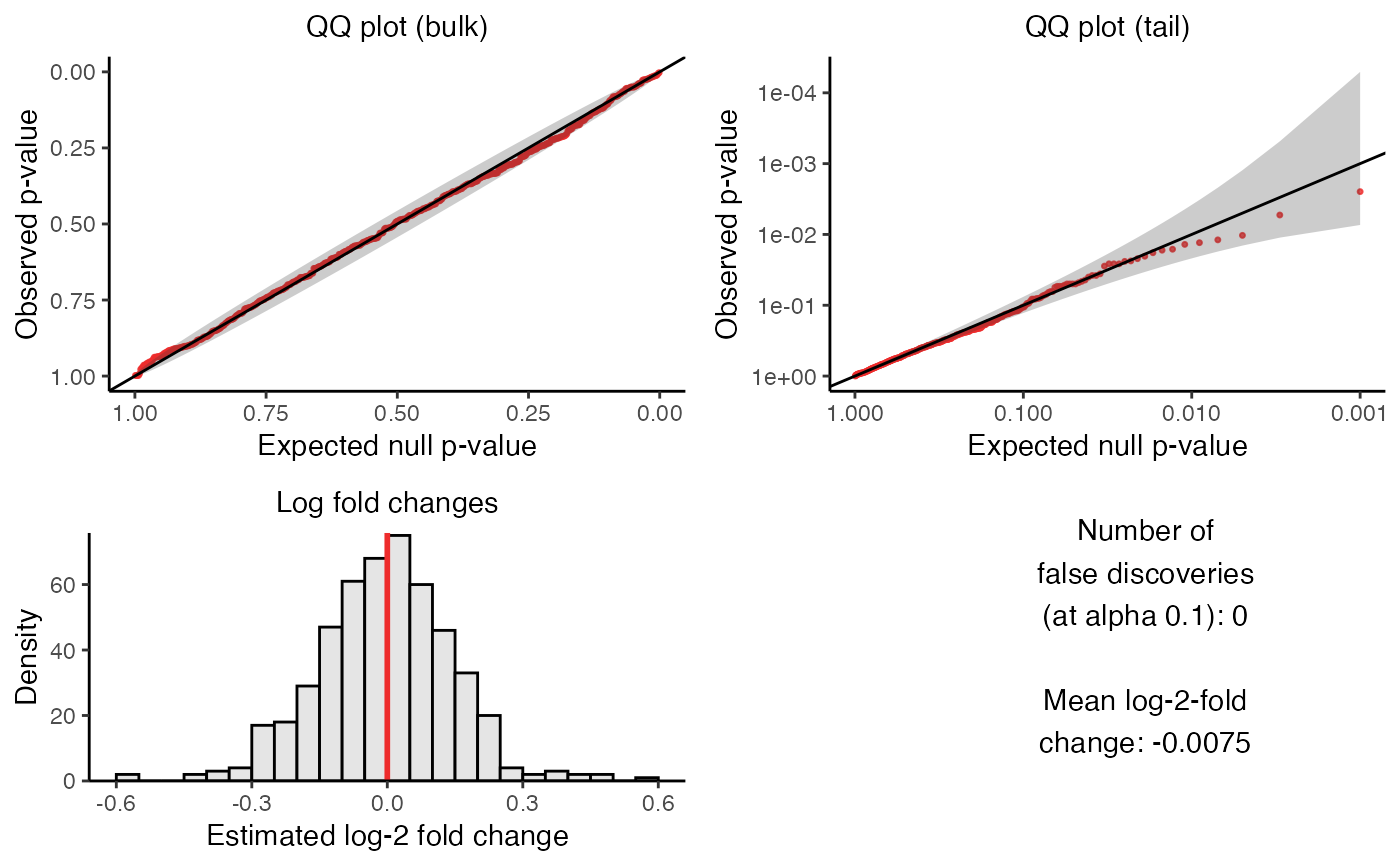 QQ plot (bulk)
Observed p-value
0.00
0.25
0.50
0.75
1.00
1.00 0.75 0.50 0.25 0.00
Expected null p-value
QQ plot (tail)
Observed p-value
1e-04
1e-03
1e-02
1e-01
1e+00
1.000 0.100 0.010 0.001
Expected null p-value
Log fold changes
Density
60
40
20
0
-0.6 -0.3 0.0 0.3 0.6
Estimated log-2 fold change
Number of
false discoveries
(at alpha 0.1): 0
Mean log-2-fold
change: -0.0075